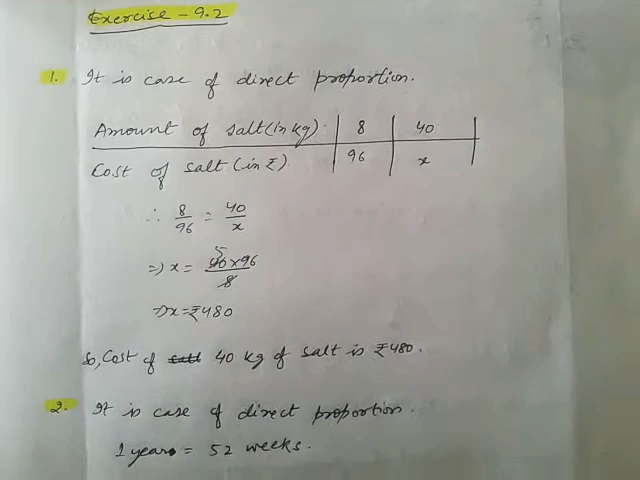 Exercise - 9.2
1. It is case of direct proportion.
Amount of salt (in kg). 8 40
Cost of salt (in ₹). 96 x
∴ 8/96 = 40/x
=> x = 5 40 x 96 / 8
=> x = ₹480
So, Cost of salt 40 kg of salt is ₹480.
2. It is case of direct proportion.
1 year = 52 weeks.